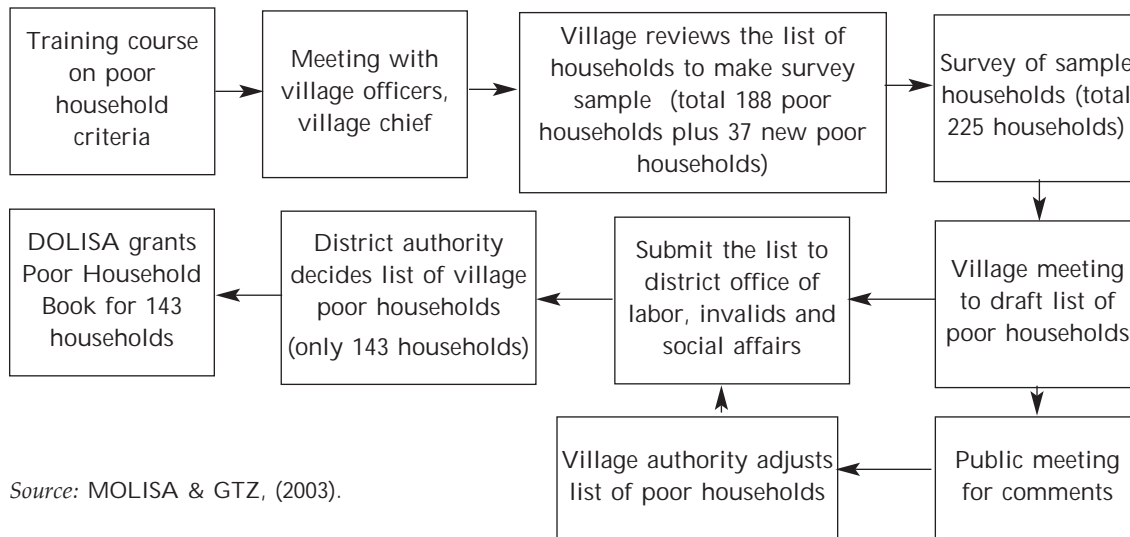 Training course
on poor
household
criteria
Meeting with
village officers,
village chief
Village reviews the list of
households to make survey
sample (total 188 poor
households plus 37 new poor
households)
Survey of sample
households (total
225 households)
DOLISA grants
Poor Household
Book for 143
households
District authority
decides list of village
poor households
(only 143 households)
Submit the list to
district office of
labor, invalids and
social affairs
Village meeting
to draft list of
poor households
Village authority adjusts
list of poor households
Public meeting
for comments
Source: MOLISA & GTZ, (2003).